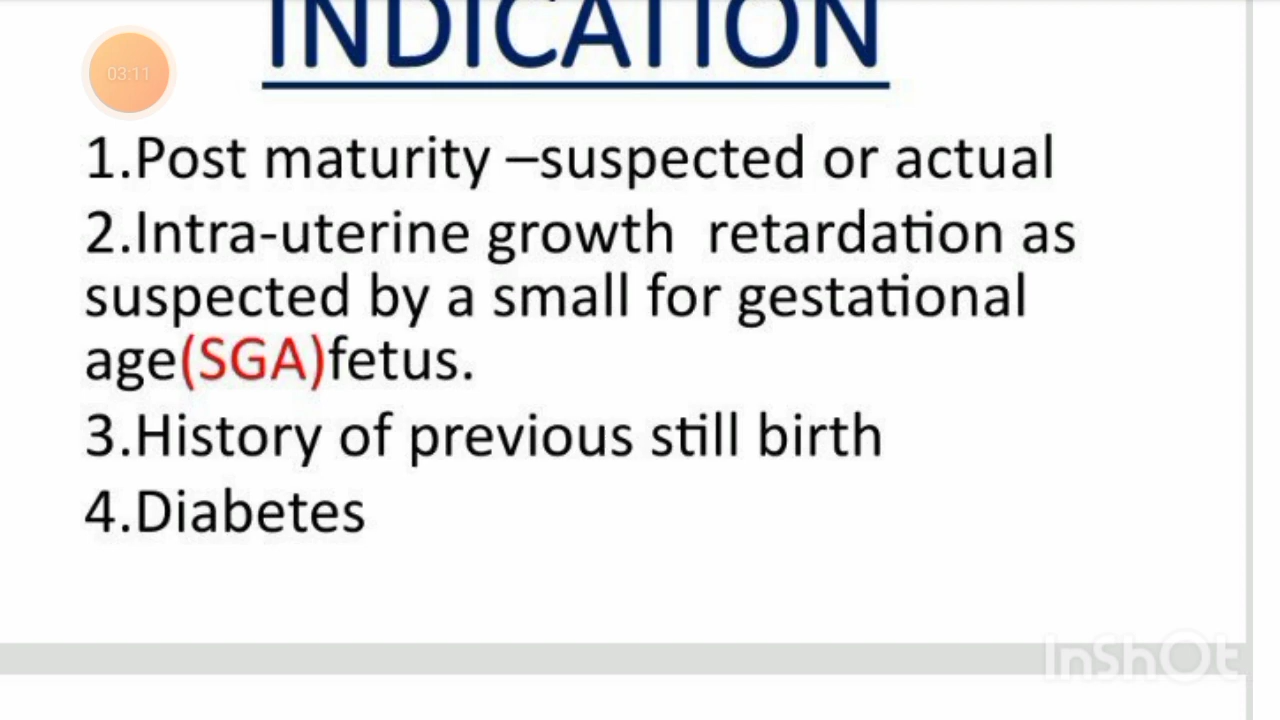 INDICATION
03:11
1.Post maturity –suspected or actual
2.Intra-uterine growth  retardation as
suspected by a small for gestational
age(SGA)fetus.
3.History of previous still birth
4.Diabetes
InShOt